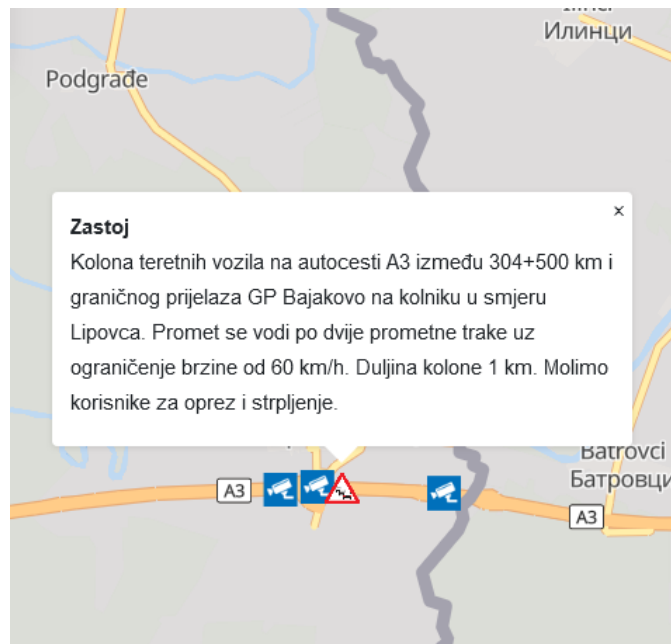 Илинци
Podgrađe
x
Zastoj
Kolona teretnih vozila na autocesti A3 između 304+500 km i
graničnog prijelaza GP Bajakovo na kolniku u smjeru
Lipovca. Promet se vodi po dvije prometne trake uz
ograničenje brzine od 60 km/h. Duljina kolone 1 km. Molimo
korisnike za oprez i strpljenje.
Batrovci
Батровци
A3
A3